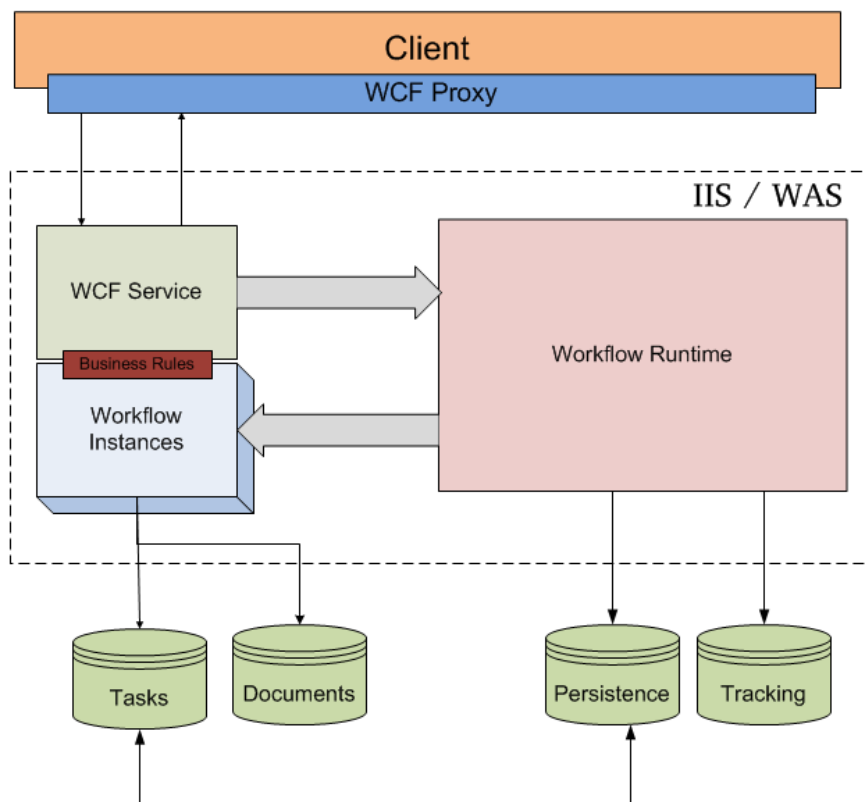 Client
WCF Proxy
IIS / WAS
WCF Service
Business Rules
Workflow
Instances
Workflow Runtime
Tasks
Documents
Persistence
Tracking